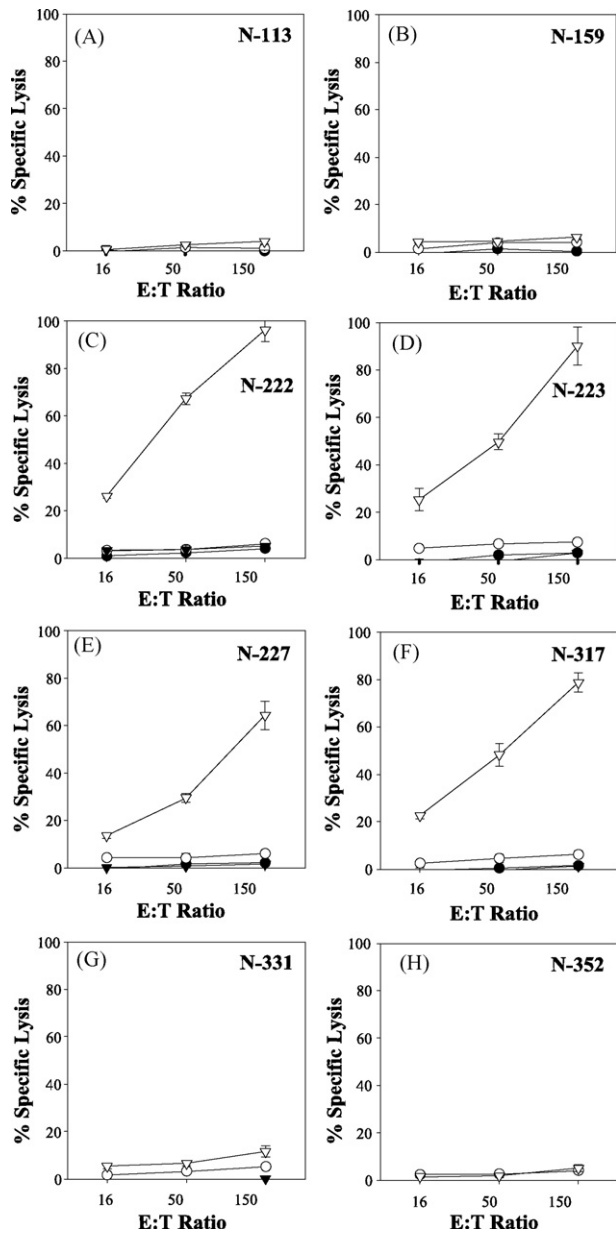 (A) N-113
100
80
60
40
20
0
% Specific Lysis
16 50 150
E:T Ratio
(B) N-159
100
80
60
40
20
0
% Specific Lysis
16 50 150
E:T Ratio
(C)
N-222
100
80
60
40
20
0
% Specific Lysis
16 50 150
E:T Ratio
(D)
N-223
100
80
60
40
20
0
% Specific Lysis
16 50 150
E:T Ratio
(E) N-227
100
80
60
40
20
0
% Specific Lysis
16 50 150
E:T Ratio
(F) N-317
100
80
60
40
20
0
% Specific Lysis
16 50 150
E:T Ratio
(G) N-331
100
80
60
40
20
0
% Specific Lysis
16 50 150
E:T Ratio
(H) N-352
100
80
60
40
20
0
% Specific Lysis
16 50 150
E:T Ratio